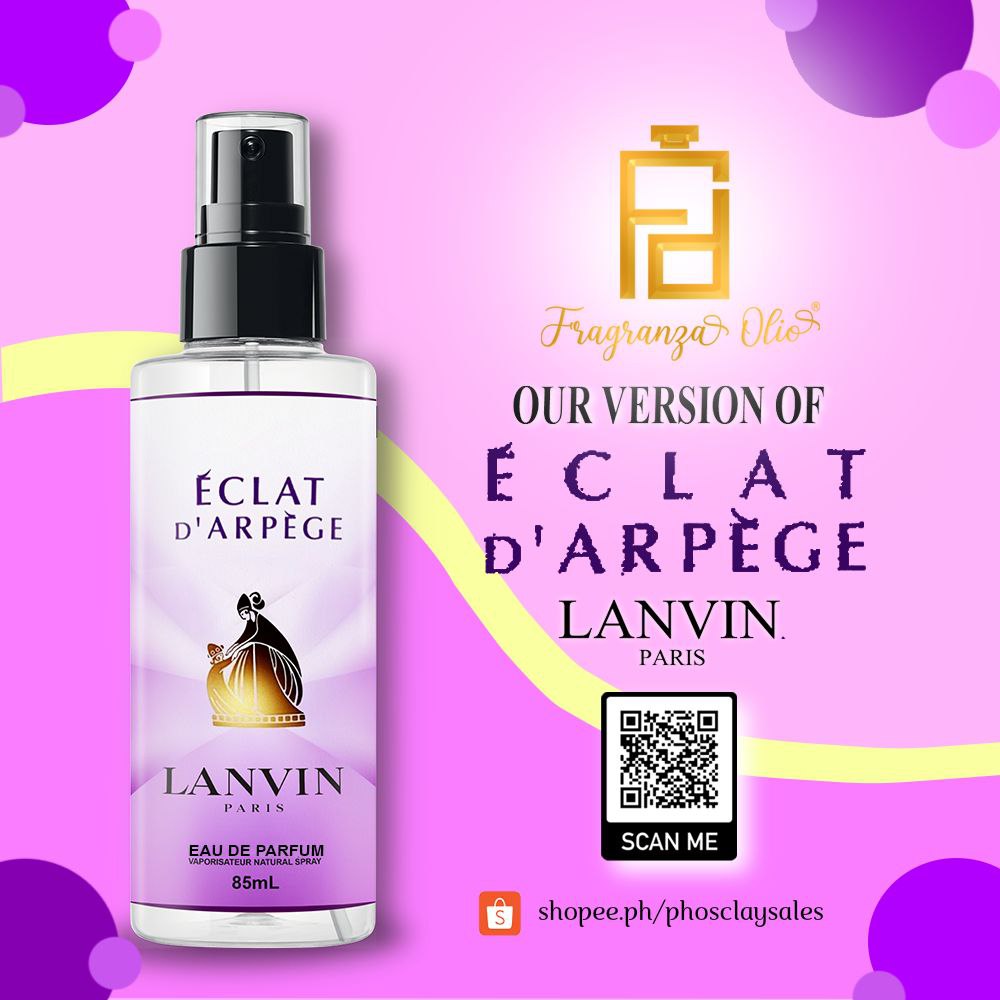 ÉCLAT
D'ARPÈGE
LANVIN
PARIS
EAU DE PARFUM
VAPORISATEUR NATURAL SPRAY
85mL
Fragranza Olio®
OUR VERSION OF
ÉCLAT
D'ARPÈGE
LANVIN
PARIS
SCAN ME
shopee.ph/phosclaysales